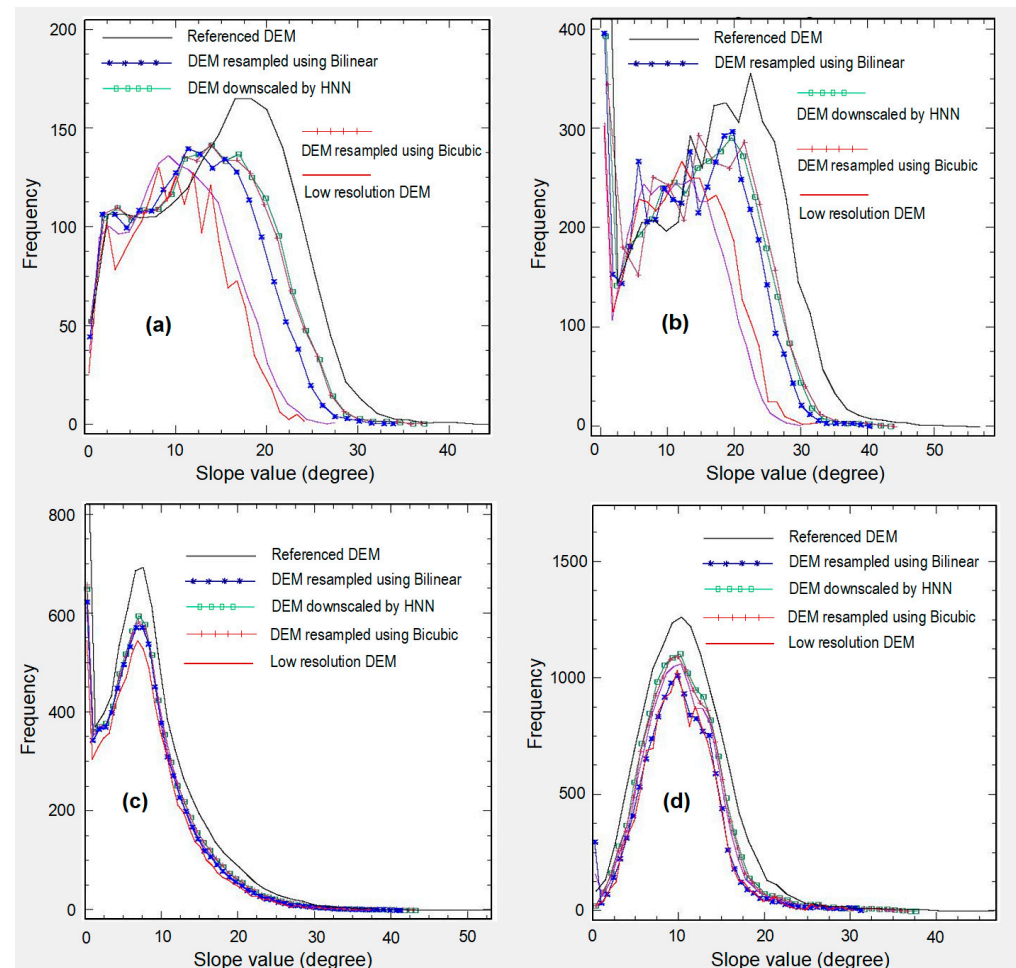 200
150
100
50
0
Frequency
Referenced DEM
DEM resampled using Bilinear
DEM downscaled by HNN
DEM resampled using Bicubic
Low resolution DEM
(a)
0 10 20 30 40
Slope value (degree)
400
300
200
100
0
Frequency
Referenced DEM
DEM resampled using Bilinear
DEM downscaled by HNN
DEM resampled using Bicubic
Low resolution DEM
(b)
0 10 20 30 40 50
Slope value (degree)
800
600
400
200
0
Frequency
Referenced DEM
DEM resampled using Bilinear
DEM downscaled by HNN
DEM resampled using Bicubic
Low resolution DEM
(c)
0 10 20 30 40 50
Slope value (degree)
1500
1000
500
0
Frequency
Referenced DEM
DEM resampled using Bilinear
DEM downscaled by HNN
DEM resampled using Bicubic
Low resolution DEM
(d)
0 10 20 30 40
Slope value (degree)